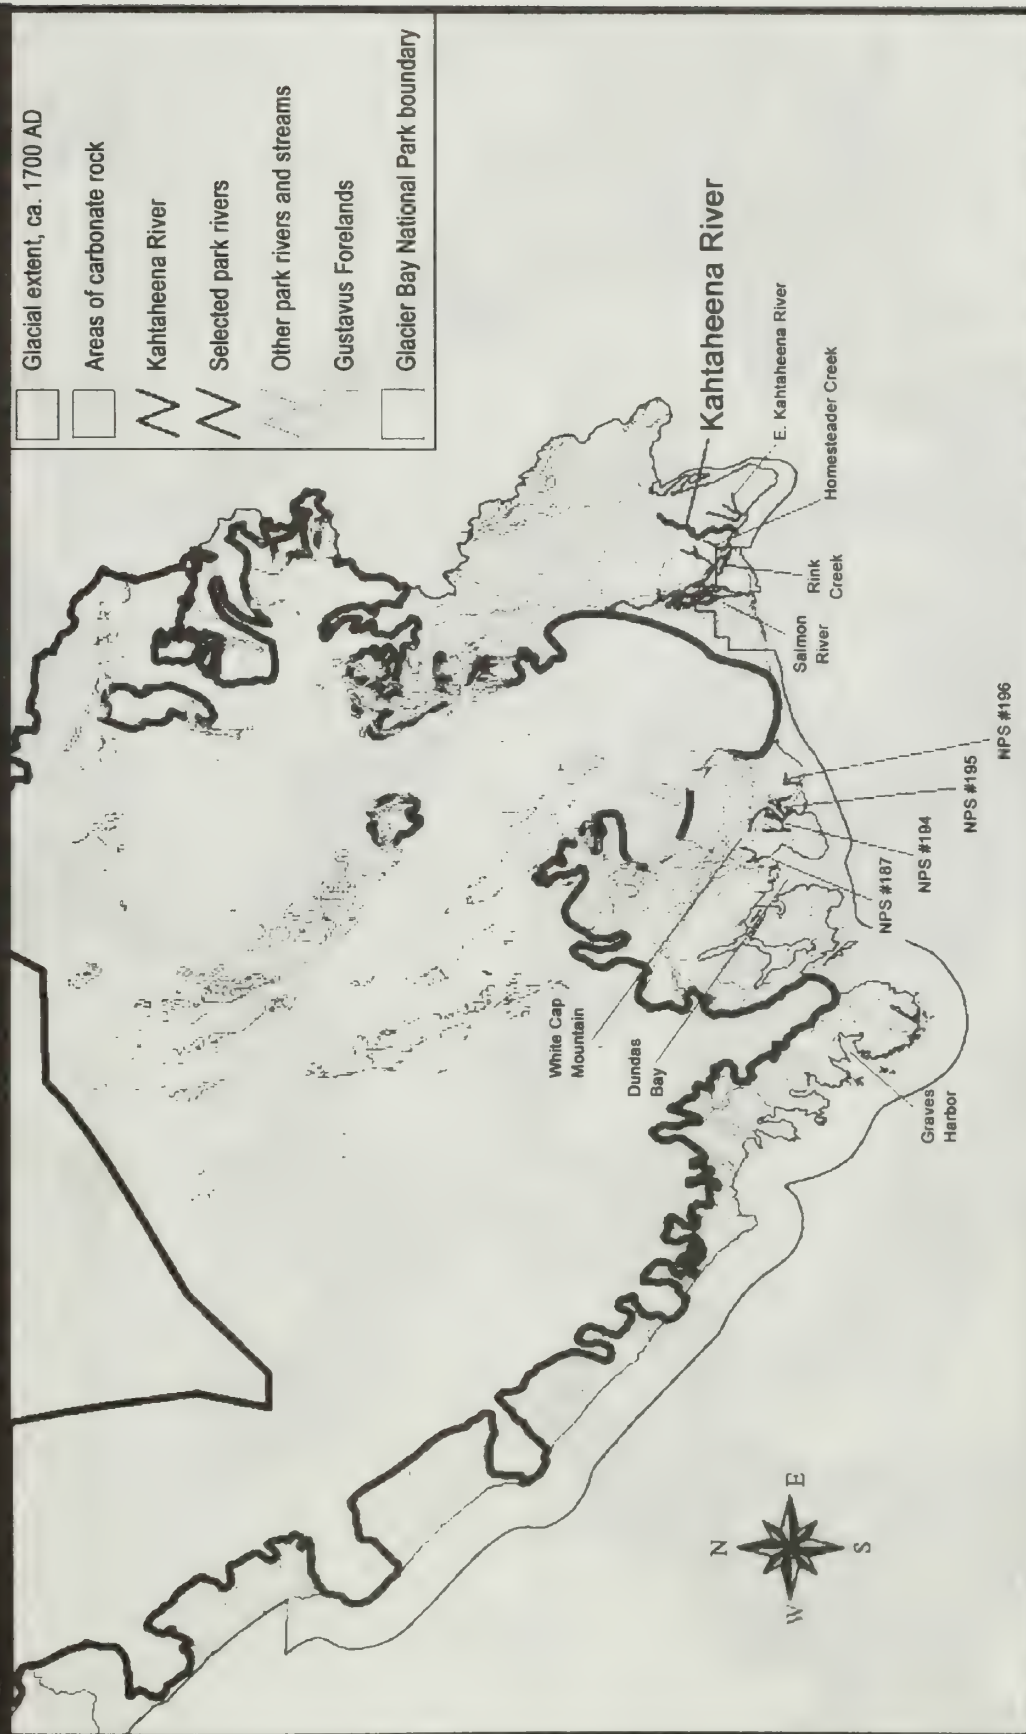 Glacial extent, ca. 1700 AD
Areas of carbonate rock
Kahtaheena River
Selected park rivers
Other park rivers and streams
Gustavus Forelands
Glacier Bay National Park boundary
Kahtaheena River
E. Kahtaheena River
Homesteader Creek
Rink
Creek
Salmon
River
NPS #196
NPS #195
NPS #194
NPS #187
White Cap
Mountain
Dundas
Bay
Graves
Harbor
N
E
S
W